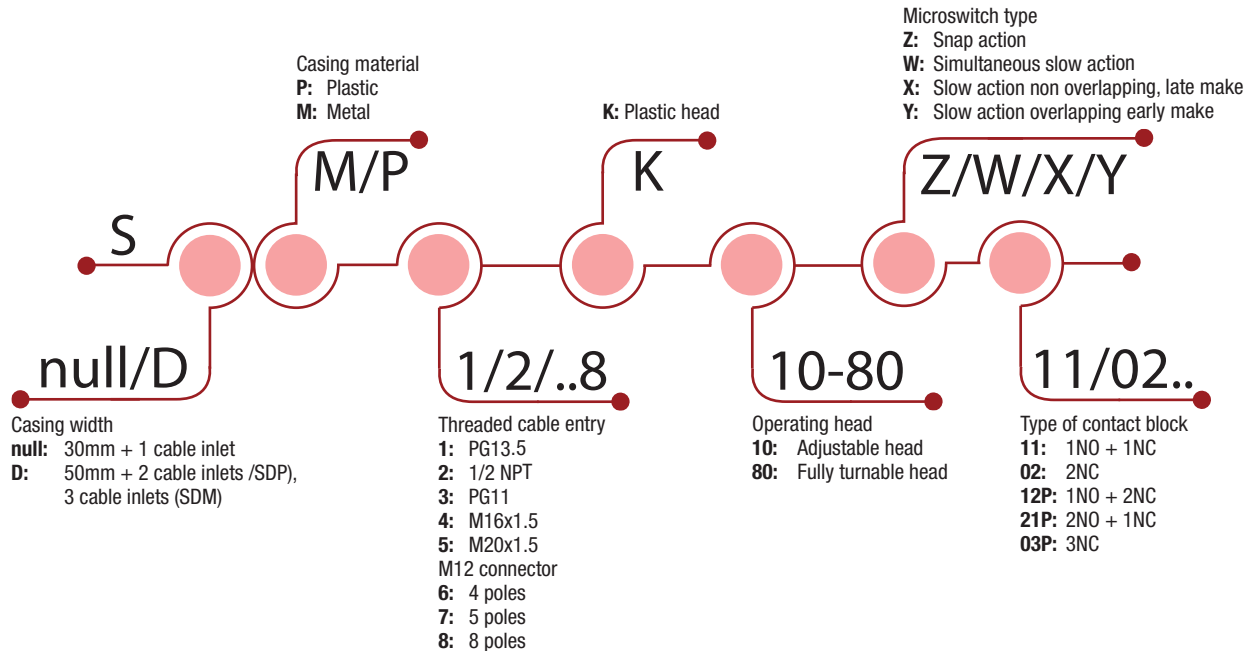 Microswitch type
Z: Snap action
W: Simultaneous slow action
X: Slow action non overlapping, late make
Y: Slow action overlapping early make
Casing material
P: Plastic
M: Metal
K: Plastic head
M/P
K
Z/W/X/Y
S
null/D
1/2/..8
10-80
11/02..
Casing width
null: 30mm + 1 cable inlet
D: 50mm + 2 cable inlets /SDP),
3 cable inlets (SDM)
Threaded cable entry
1: PG13.5
2: 1/2 NPT
3: PG11
4: M16x1.5
5: M20x1.5
M12 connector
6: 4 poles
7: 5 poles
8: 8 poles
Operating head
10: Adjustable head
80: Fully turnable head
Type of contact block
11: 1NO + 1NC
02: 2NC
12P: 1NO + 2NC
21P: 2NO + 1NC
03P: 3NC